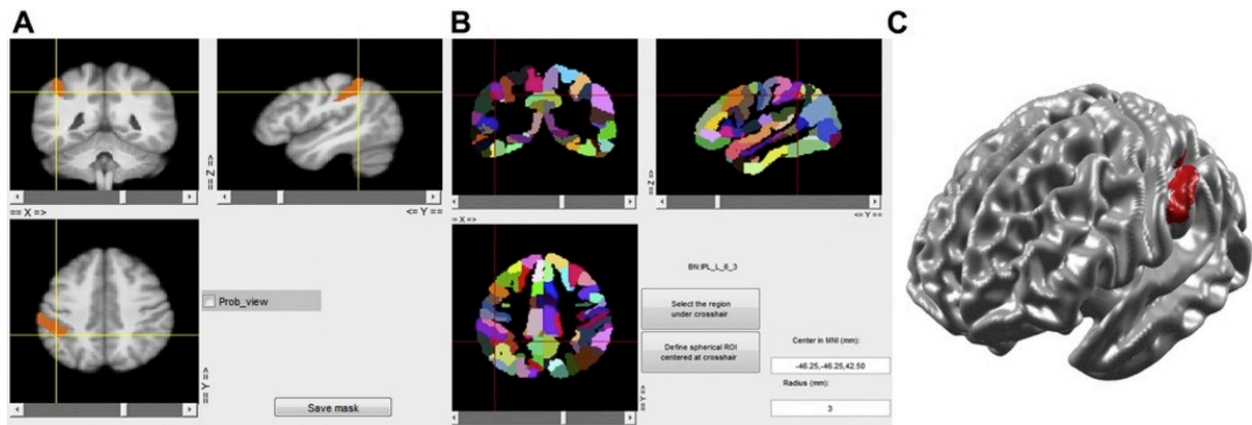 A
B
C
== Z =>
== X =>
<= Y ==
Prob_view
== Y =>
Save mask
== Z =>
= X =>
<= Y ==
BN:IPL_L_6_3
Select the region
under crosshair
Define spherical ROI
centered at crosshair
Center in MNI (mm):
-46.25,-46.25,42.50
Radius (mm):
3
== Y =>